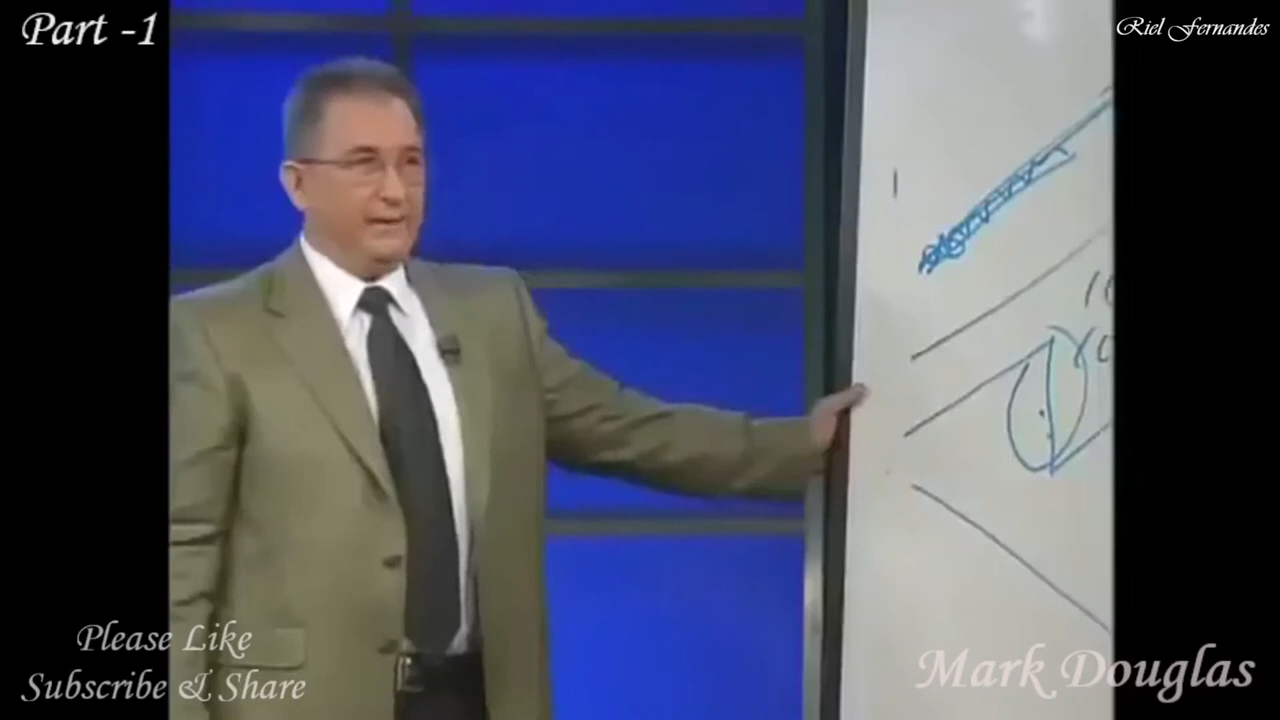 Part -1
Riel Fernandes
Please Like
Subscribe & Share
Mark Douglas